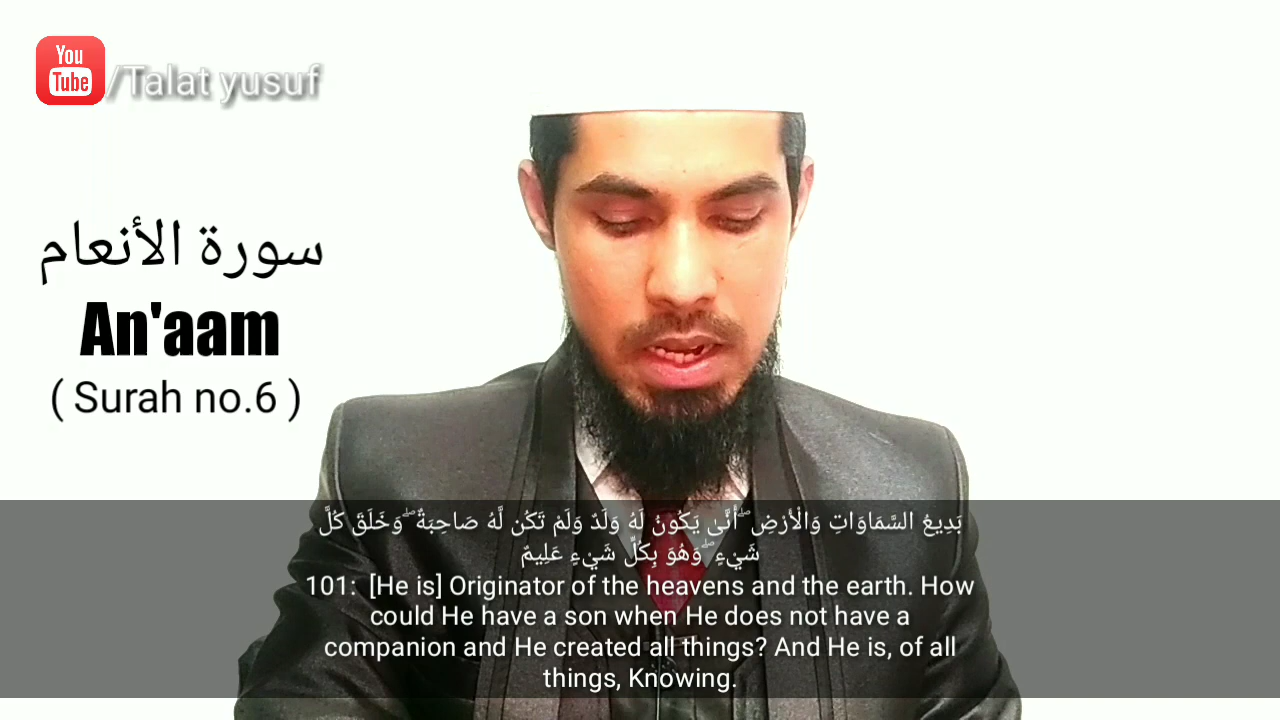 You
Tube
/Talat yusuf
سورة الأنعام
An'aam
( Surah no.6 )
بَدِيعُ السَّمَاوَاتِ وَالْأَرْضِ ۖ أَنَّىٰ يَكُونُ لَهُ وَلَدٌ وَلَمْ تَكُن لَّهُ صَاحِبَةٌ ۖ وَخَلَقَ كُلَّ
شَيْءٍ ۖ وَهُوَ بِكُلِّ شَيْءٍ عَلِيمٌ
101:  [He is] Originator of the heavens and the earth. How
could He have a son when He does not have a
companion and He created all things? And He is, of all
things, Knowing.